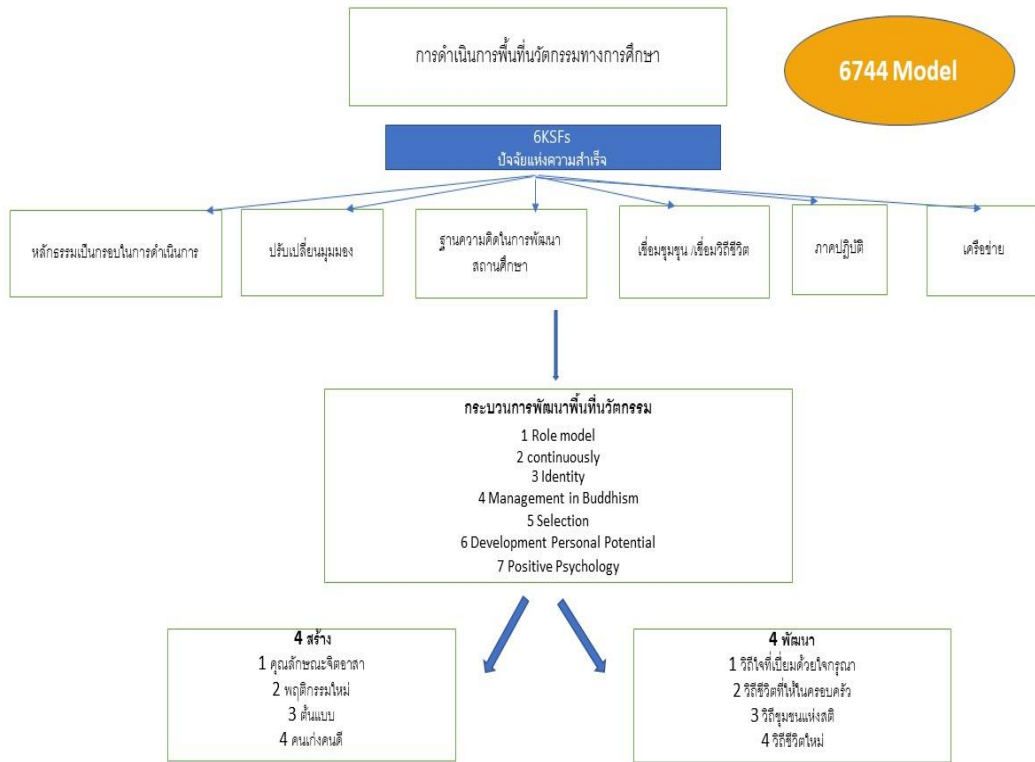 การดำเนินการพื้นที่นวัตกรรมทางการศึกษา
6744 Model
6KSFs
ปัจจัยแห่งความสำเร็จ
หลักธรรมเป็นกรอบในการดำเนินการ
ปรับเปลี่ยนมุมมอง
ฐานความคิดในการพัฒนา
สถานศึกษา
เชื่อมชุมชน /เชื่อมวิถีชีวิต
ภาคปฏิบัติ
เครือข่าย
กระบวนการพัฒนาพื้นที่นวัตกรรม
1 Role model
2 continuously
3 Identity
4 Management in Buddhism
5 Selection
6 Development Personal Potential
7 Positive Psychology
4 สร้าง
1 คุณลักษณะจิตอาสา
2 พฤติกรรมใหม่
3 ต้นแบบ
4 คนเก่งคนดี
4 พัฒนา
1 วิถีใจที่เปี่ยมด้วยใจกรุณา
2 วิถีชีวิตที่ให้ในครอบครัว
3 วิถีชุมชนแห่งสติ
4 วิถีชีวิตใหม่